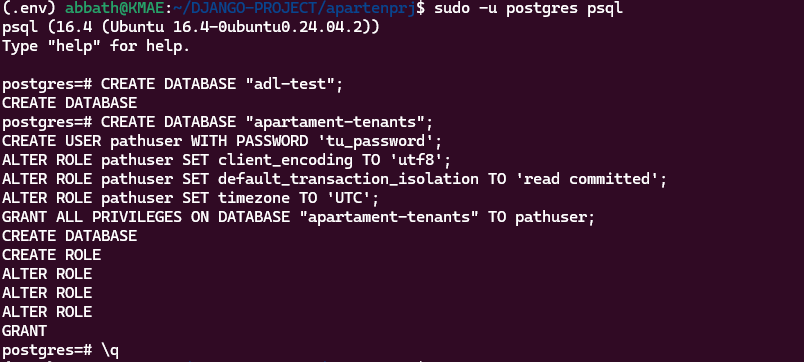 (.env) abbath@KMAE:~/DJANGO-PROJECT/apartenprj$ sudo -u postgres psql
psql (16.4 (Ubuntu 16.4-0ubuntu0.24.04.2))
Type "help" for help.
postgres=# CREATE DATABASE "adl-test";
CREATE DATABASE
postgres=# CREATE DATABASE "apartament-tenants";
CREATE USER pathuser WITH PASSWORD 'tu_password';
ALTER ROLE pathuser SET client_encoding TO 'utf8';
ALTER ROLE pathuser SET default_transaction_isolation TO 'read committed';
ALTER ROLE pathuser SET timezone TO 'UTC';
GRANT ALL PRIVILEGES ON DATABASE "apartament-tenants" TO pathuser;
CREATE DATABASE
CREATE ROLE
ALTER ROLE
ALTER ROLE
ALTER ROLE
GRANT
postgres=# \q